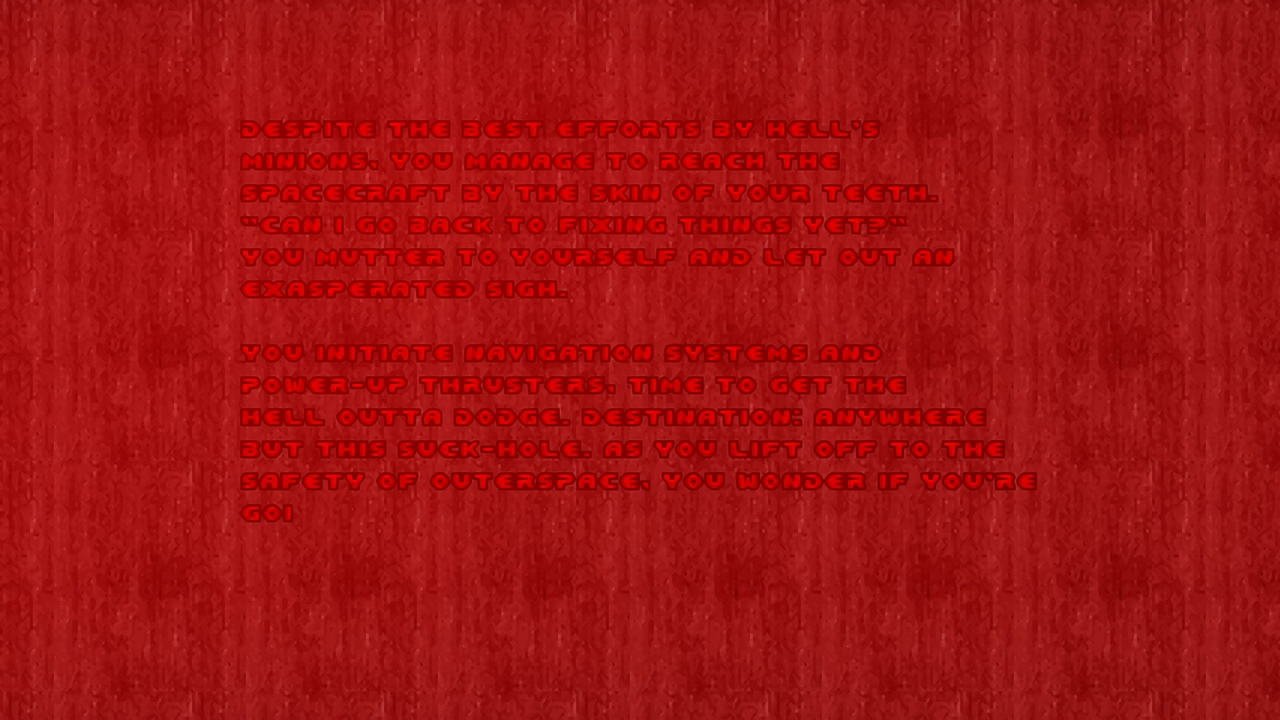 DESPITE THE BEST EFFORTS BY HELL'S
MINIONS, YOU MANAGE TO REACH THE
SPACECRAFT BY THE SKIN OF YOUR TEETH.
"CAN I GO BACK TO FIXING THINGS YET?"
YOU MUTTER TO YOURSELF AND LET OUT AN
EXASPERATED SIGH.
YOU INITIATE NAVIGATION SYSTEMS AND
POWER-UP THRUSTERS, TIME TO GET THE
HELL OUTTA DODGE. DESTINATION: ANYWHERE
BUT THIS SUCK-HOLE. AS YOU LIFT OFF TO THE
SAFETY OF OUTERSPACE, YOU WONDER IF YOU'RE
GOI